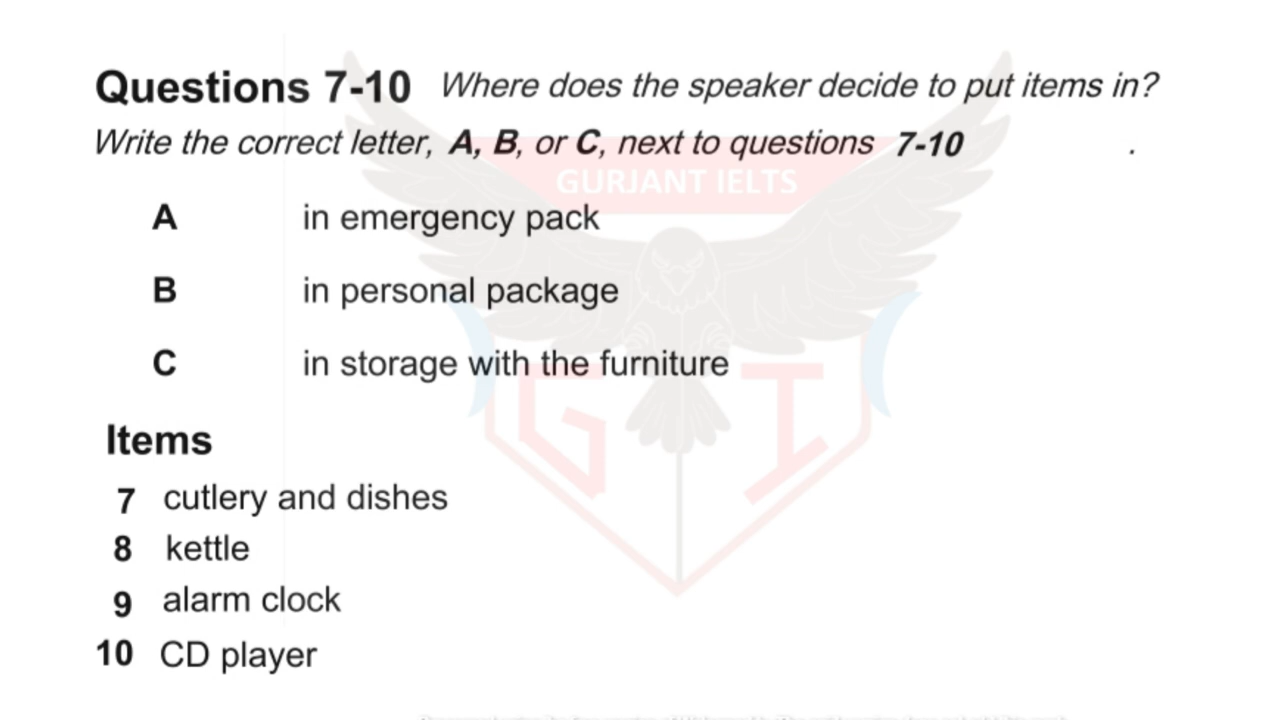 Questions 7-10 Where does the speaker decide to put items in?
Write the correct letter, A, B, or C, next to questions 7-10 .
GURJANT IELTS
A in emergency pack
B in personal package
C in storage with the furniture
G I
Items
7 cutlery and dishes
8 kettle
9 alarm clock
10 CD player